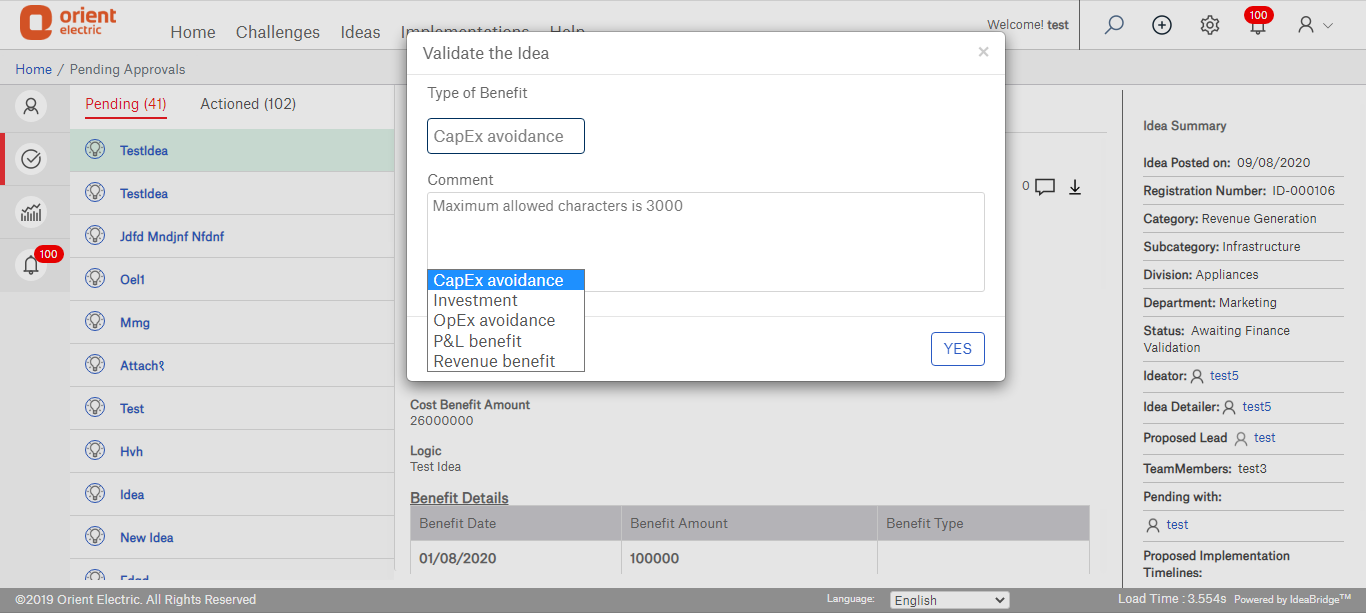 orient
electric
Home Challenges Ideas Implementations Help
Welcome! test
100
Home / Pending Approvals
Validate the Idea ×
Type of Benefit
CapEx avoidance
Comment
Maximum allowed characters is 3000
CapEx avoidance
Investment
OpEx avoidance
P&L benefit
Revenue benefit
YES
100
Pending (41) Actioned (102)
TestIdea
TestIdea
Jdfd Mndjnf Nfdnf
Oel1
Mmg
Attach१
Test
Hvh
Idea
New Idea
0
Cost Benefit Amount
26000000
Logic
Test Idea
Benefit Details
Benefit Date Benefit Amount Benefit Type
01/08/2020 100000
Idea Summary
Idea Posted on: 09/08/2020
Registration Number: ID-000106
Category: Revenue Generation
Subcategory: Infrastructure
Division: Appliances
Department: Marketing
Status: Awaiting Finance
Validation
Ideator: test5
Idea Detailer: test5
Proposed Lead test
TeamMembers: test3
Pending with:
test
Proposed Implementation
Timelines:
©2019 Orient Electric. All Rights Reserved
Language: English
Load Time : 3.554s Powered by IdeaBridge™